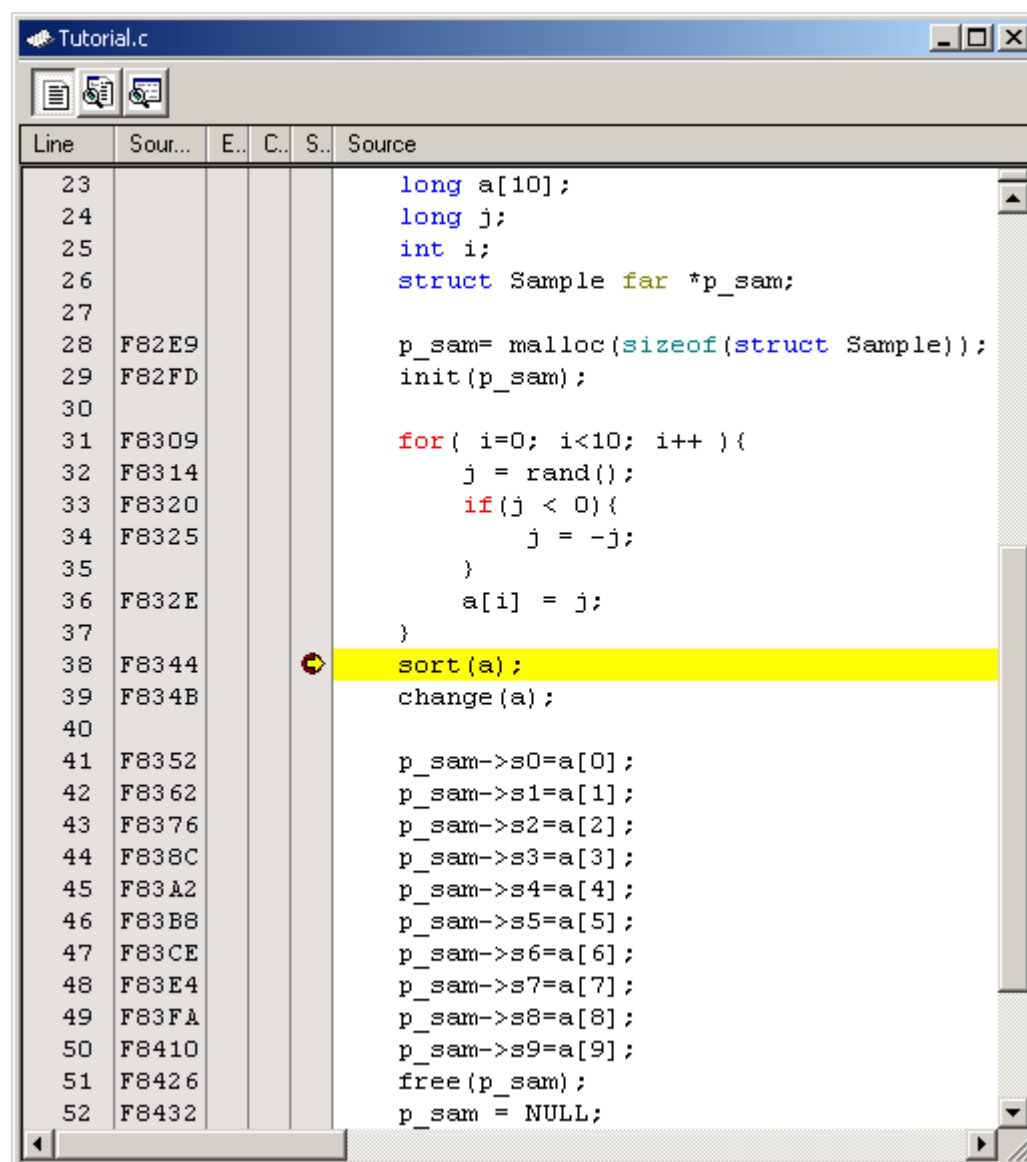 Tutorial.c
Line Sour... E.. C.. S.. Source
23 long a[10];
24 long j;
25 int i;
26 struct Sample far *p_sam;
27
28 F82E9 p_sam= malloc(sizeof(struct Sample));
29 F82FD init(p_sam);
30
31 F8309 for( i=0; i<10; i++ ){
32 F8314 j = rand();
33 F8320 if(j < 0){
34 F8325 j = -j;
35 }
36 F832E a[i] = j;
37 }
38 F8344 sort(a);
39 F834B change(a);
40
41 F8352 p_sam->s0=a[0];
42 F8362 p_sam->s1=a[1];
43 F8376 p_sam->s2=a[2];
44 F838C p_sam->s3=a[3];
45 F83A2 p_sam->s4=a[4];
46 F83B8 p_sam->s5=a[5];
47 F83CE p_sam->s6=a[6];
48 F83E4 p_sam->s7=a[7];
49 F83FA p_sam->s8=a[8];
50 F8410 p_sam->s9=a[9];
51 F8426 free(p_sam);
52 F8432 p_sam = NULL;